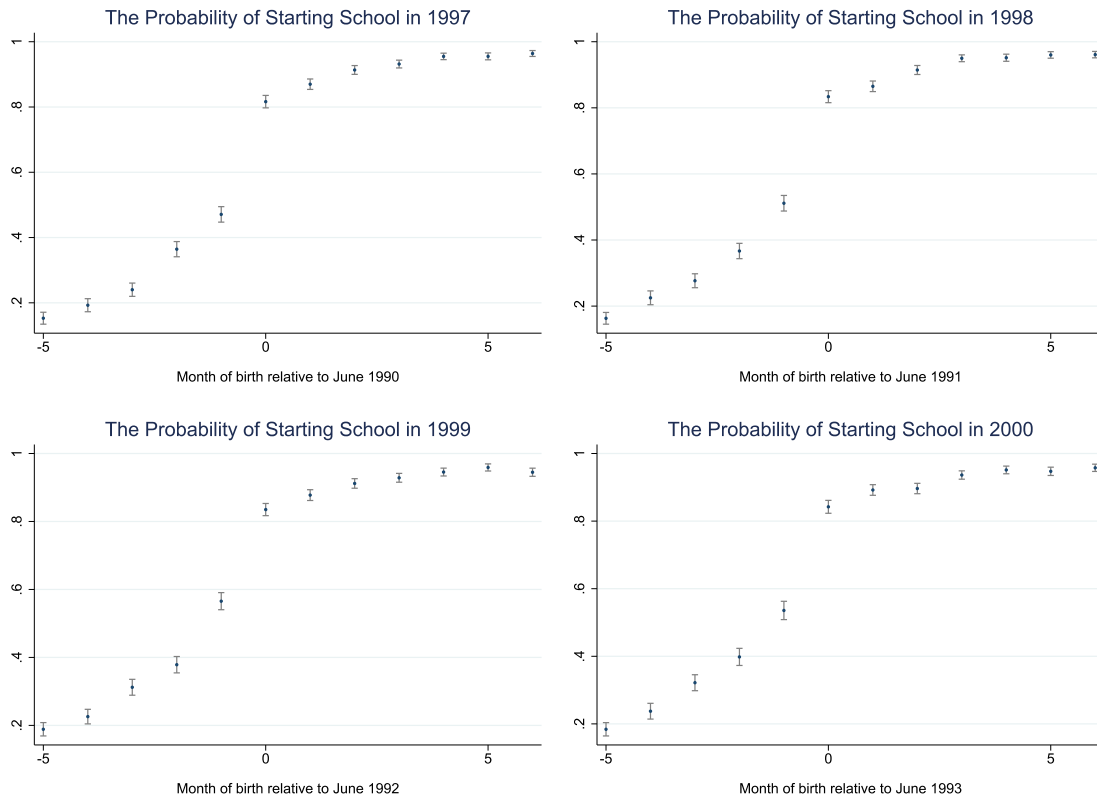 The Probability of Starting School in 1997
1
.8
.6
.4
.2
-5 0 5
Month of birth relative to June 1990
The Probability of Starting School in 1998
1
.8
.6
.4
.2
-5 0 5
Month of birth relative to June 1991
The Probability of Starting School in 1999
1
.8
.6
.4
.2
-5 0 5
Month of birth relative to June 1992
The Probability of Starting School in 2000
1
.8
.6
.4
.2
-5 0 5
Month of birth relative to June 1993